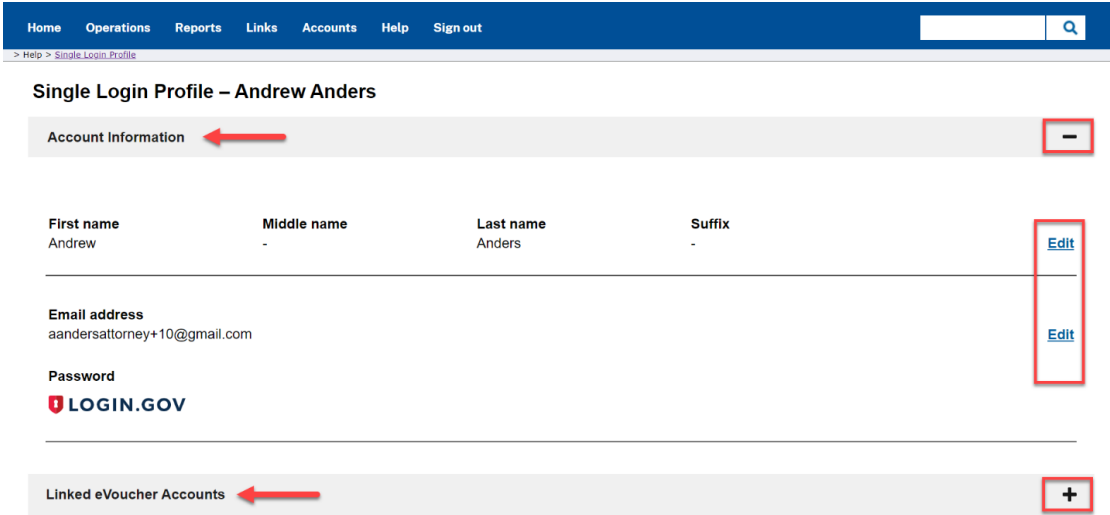 Home Operations Reports Links Accounts Help Sign out
> Help > Single Login Profile
Single Login Profile – Andrew Anders
Account Information
First name Middle name Last name Suffix
Andrew - Anders - Edit
Email address
aandersattorney+10@gmail.com Edit
Password
LOGIN.GOV
Linked eVoucher Accounts